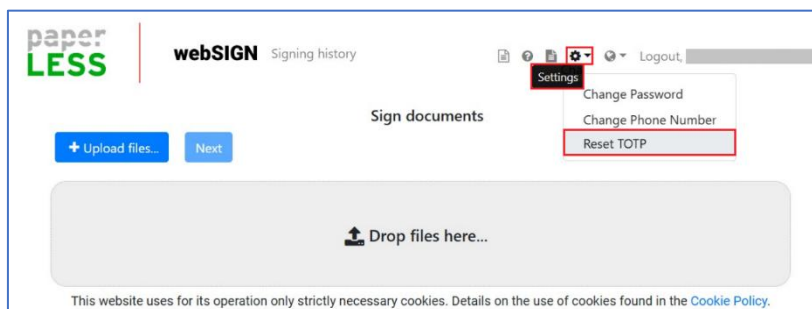 paper
LESS
webSIGN Signing history Logout,
Settings
Change Password
Change Phone Number
Reset TOTP
Sign documents
+ Upload files... Next
Drop files here...
This website uses for its operation only strictly necessary cookies. Details on the use of cookies found in the Cookie Policy.